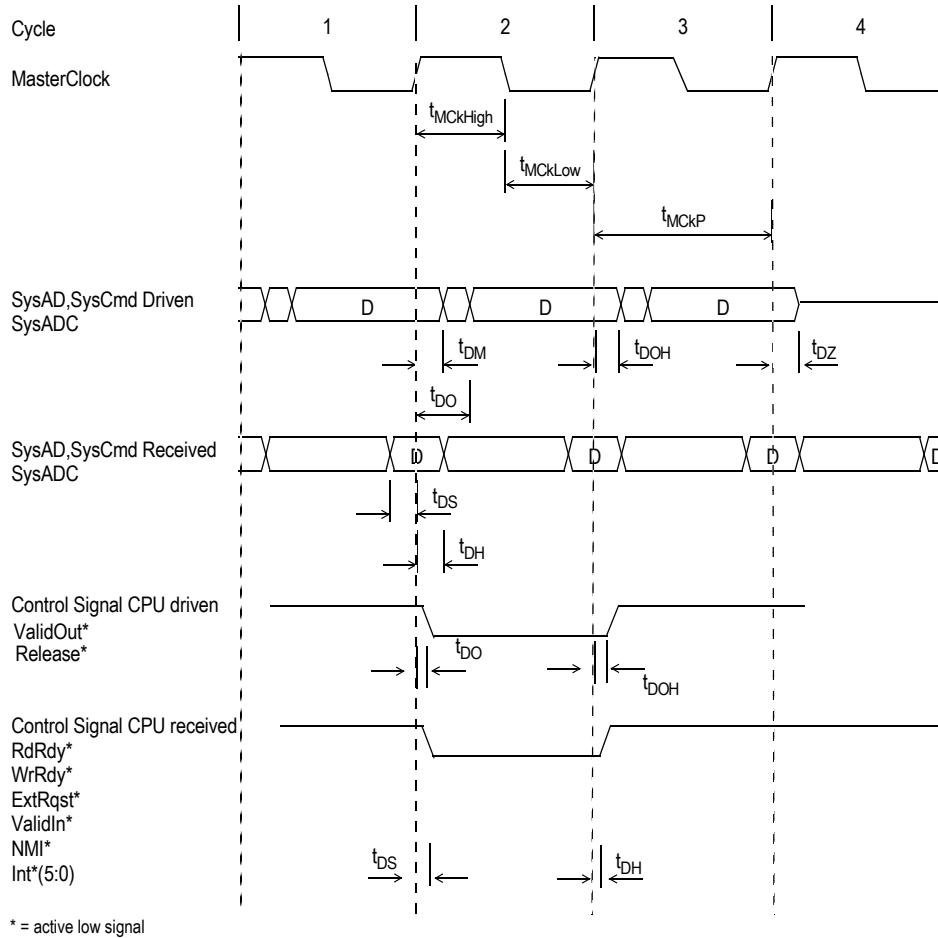 Cycle 1 2 3 4
MasterClock
tMCkHigh
tMCkLow
tMCkP
SysAD,SysCmd Driven
SysADC
D D D
tDM tDOH tDZ
tDO
SysAD,SysCmd Received
SysADC
D D D D
tDS
tDH
Control Signal CPU driven
ValidOut*
Release*
tDO
tDOH
Control Signal CPU received
RdRdy*
WrRdy*
ExtRqst*
ValidIn*
NMI*
Int*(5:0)
tDS tDH
* = active low signal